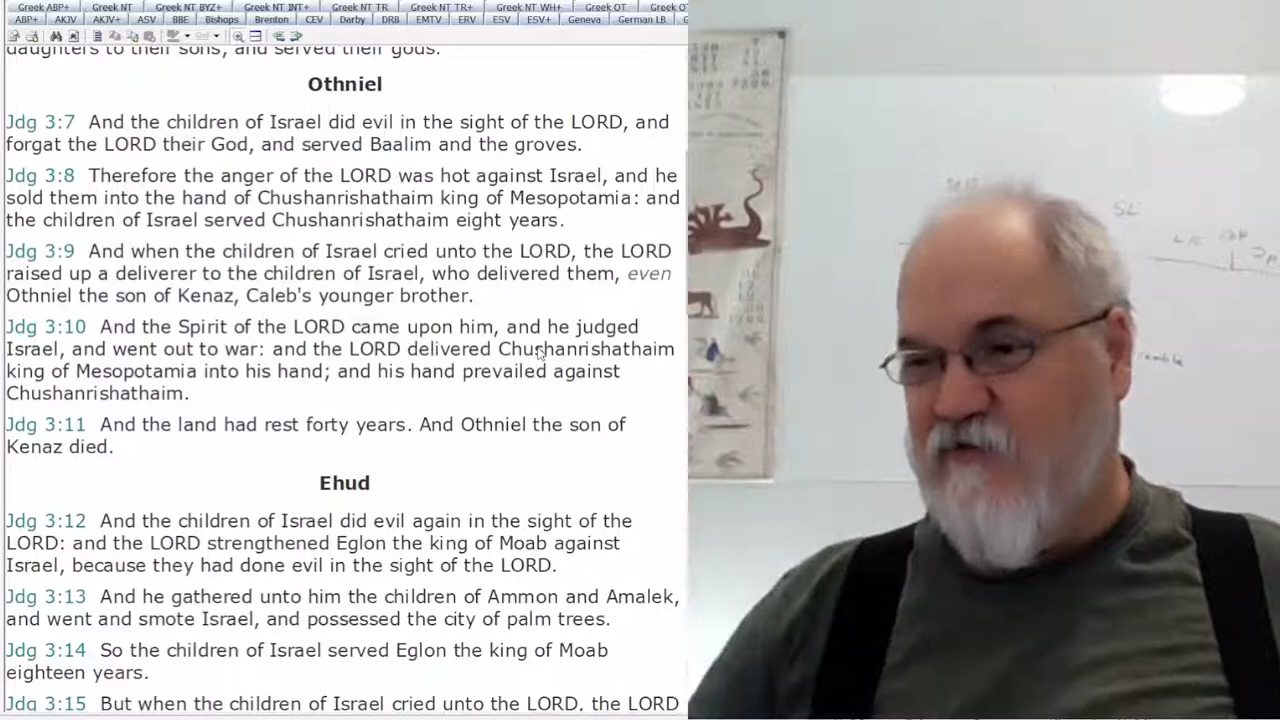 Greek ABP+ Greek NT Greek NT BYZ+ Greek NT INT+ Greek NT TR Greek NT TR+ Greek NT WH+ Greek OT Greek
ABP+ AKJV AKJV+ ASV BBE Bishops Brenton CEV Darby DRB EMTV ERV ESV ESV+ Geneva German LB
daughters to their sons, and served their gods.
Othniel
Jdg 3:7 And the children of Israel did evil in the sight of the LORD, and
forgat the LORD their God, and served Baalim and the groves.
Jdg 3:8 Therefore the anger of the LORD was hot against Israel, and he
sold them into the hand of Chushanrishathaim king of Mesopotamia: and
the children of Israel served Chushanrishathaim eight years.
Jdg 3:9 And when the children of Israel cried unto the LORD, the LORD
raised up a deliverer to the children of Israel, who delivered them, even
Othniel the son of Kenaz, Caleb's younger brother.
Jdg 3:10 And the Spirit of the LORD came upon him, and he judged
Israel, and went out to war: and the LORD delivered Chushanrishathaim
king of Mesopotamia into his hand; and his hand prevailed against
Chushanrishathaim.
Jdg 3:11 And the land had rest forty years. And Othniel the son of
Kenaz died.
Ehud
Jdg 3:12 And the children of Israel did evil again in the sight of the
LORD: and the LORD strengthened Eglon the king of Moab against
Israel, because they had done evil in the sight of the LORD.
Jdg 3:13 And he gathered unto him the children of Ammon and Amalek,
and went and smote Israel, and possessed the city of palm trees.
Jdg 3:14 So the children of Israel served Eglon the king of Moab
eighteen years.
Jdg 3:15 But when the children of Israel cried unto the LORD, the LORD
SL